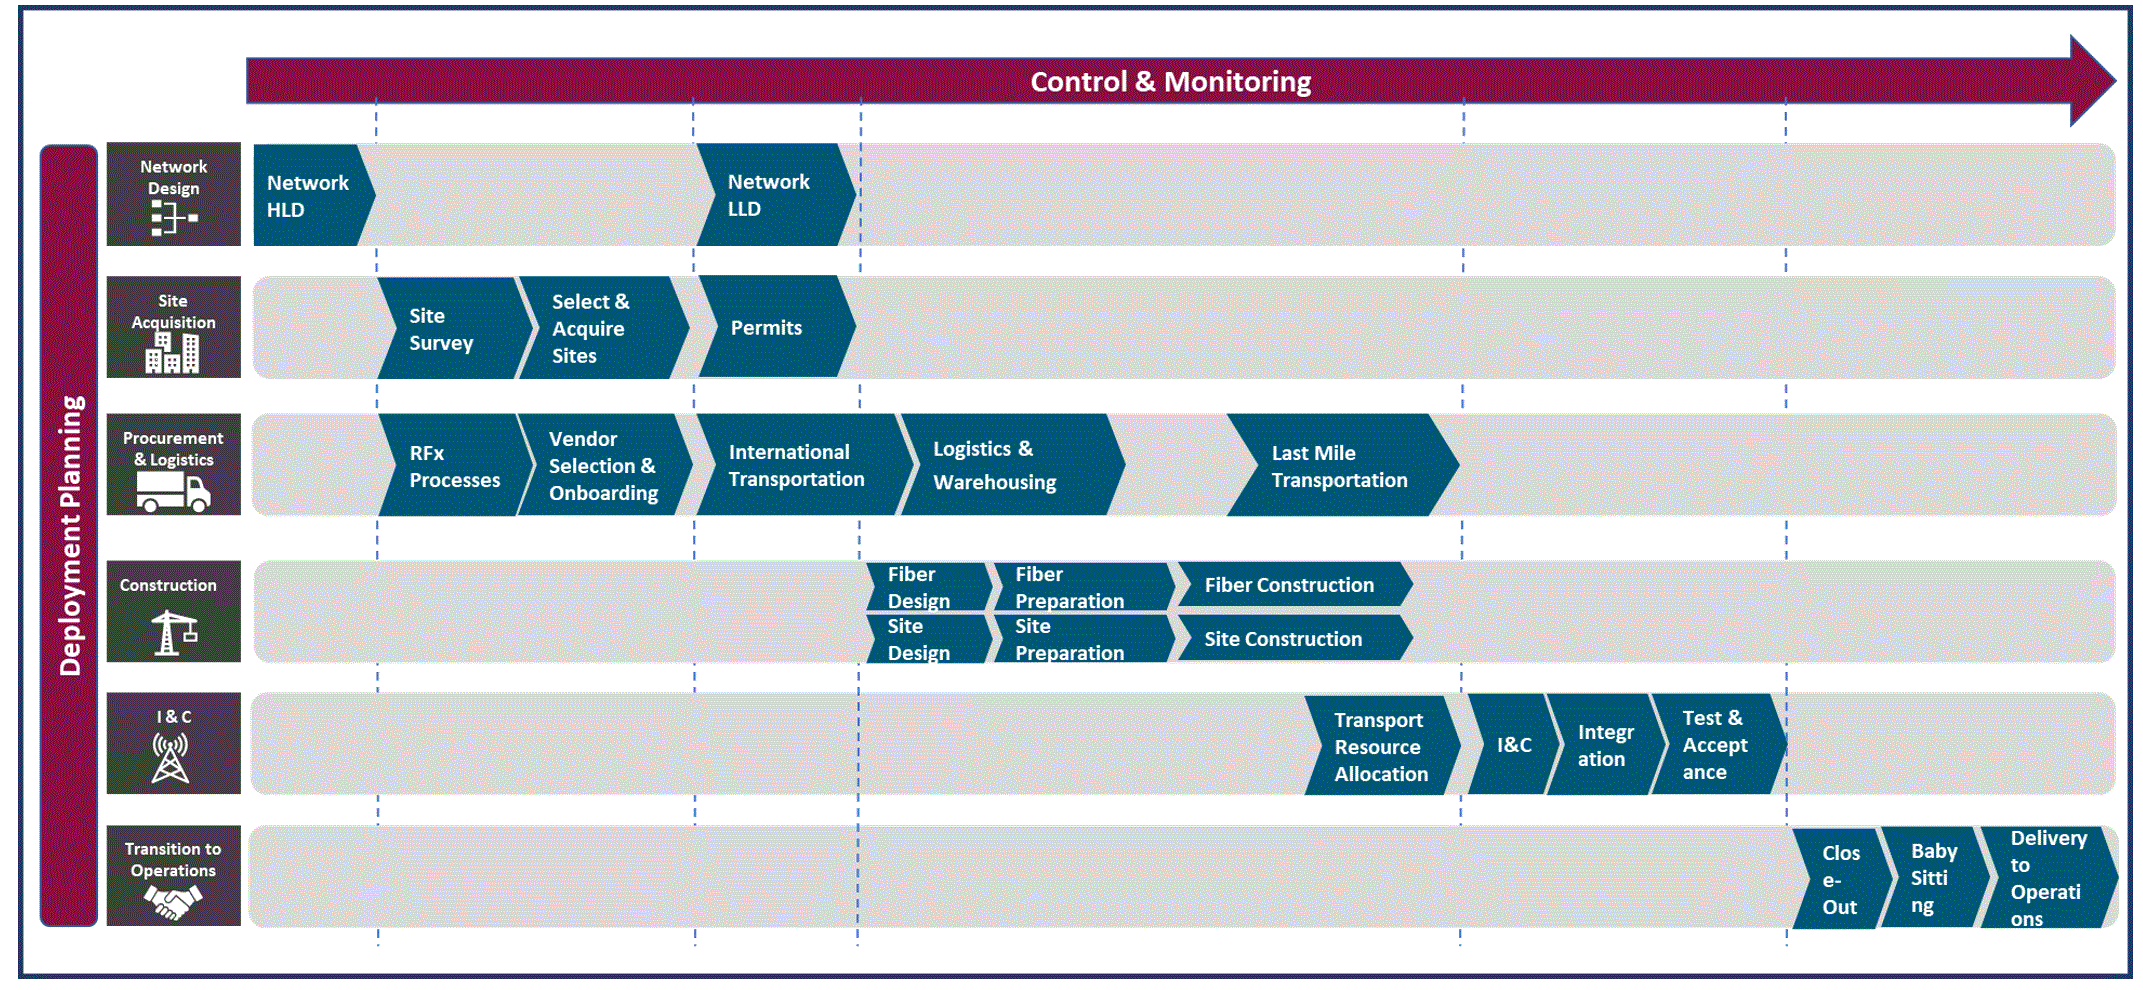 Control & Monitoring
Deployment Planning
Network
Design
Network
HLD
Network
LLD
Site
Acquisition
Site
Survey
Select &
Acquire
Sites
Permits
Procurement
& Logistics
RFx
Processes
Vendor
Selection &
Onboarding
International
Transportation
Logistics &
Warehousing
Last Mile
Transportation
Construction
Fiber
Design
Fiber
Preparation
Fiber Construction
Site
Design
Site
Preparation
Site Construction
I & C
Transport
Resource
Allocation
I&C
Integr
ation
Test &
Accept
ance
Transition to
Operations
Clos
e-
Out
Baby
Sitti
ng
Delivery
to
Operati
ons